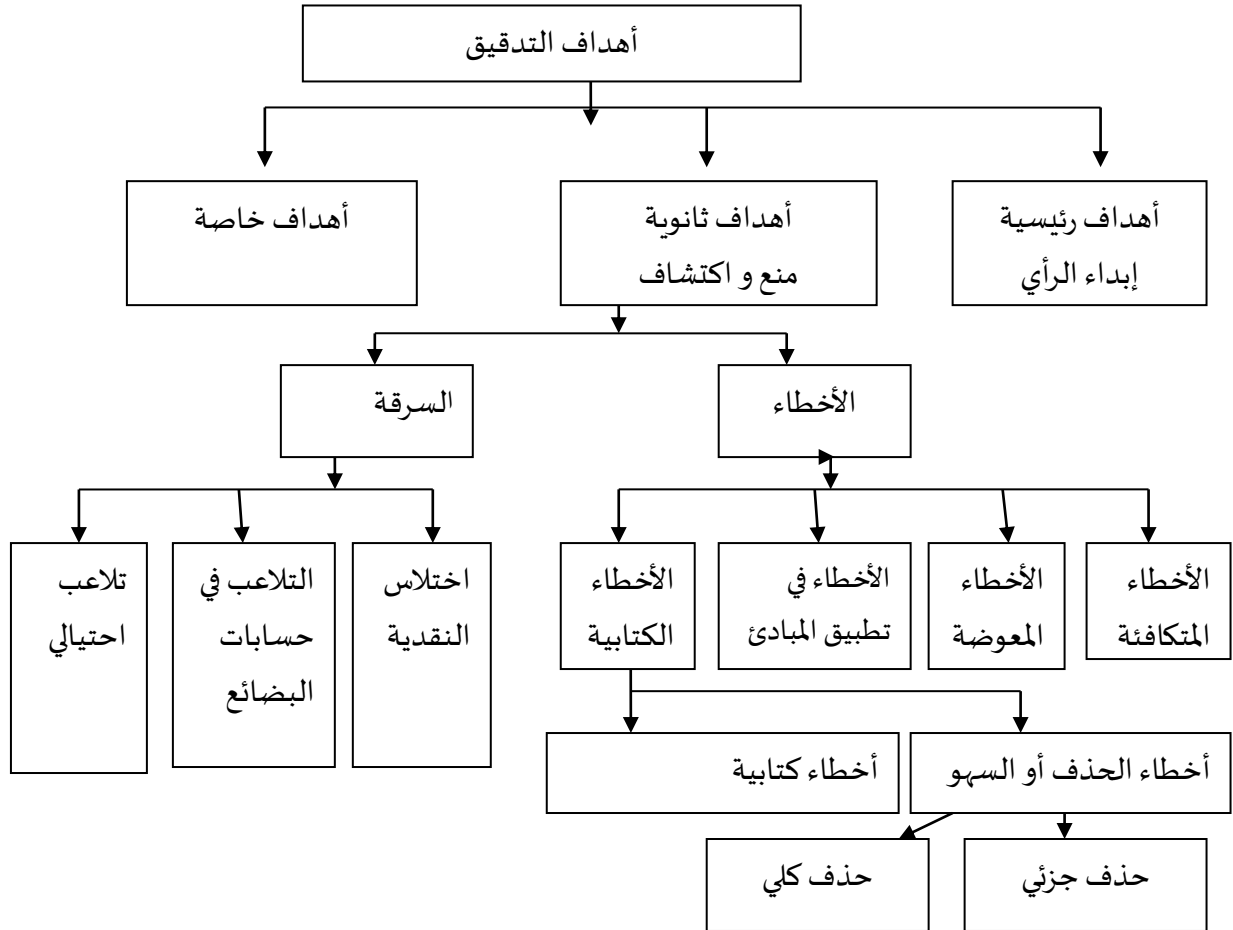 أهداف التدقيق
أهداف رئيسية
إبداء الرأي
أهداف ثانوية
منع و اكتشاف
أهداف خاصة
الأخطاء
السرقة
الأخطاء
المتكافئة
الأخطاء
المعوضة
الأخطاء في
تطبيق المبادئ
الأخطاء
الكتابية
اختلاس
النقدية
التلاعب في
حسابات
البضائع
تلاعب
احتيالي
أخطاء الحذف أو السهو
أخطاء كتابية
حذف جزئي
حذف كلي